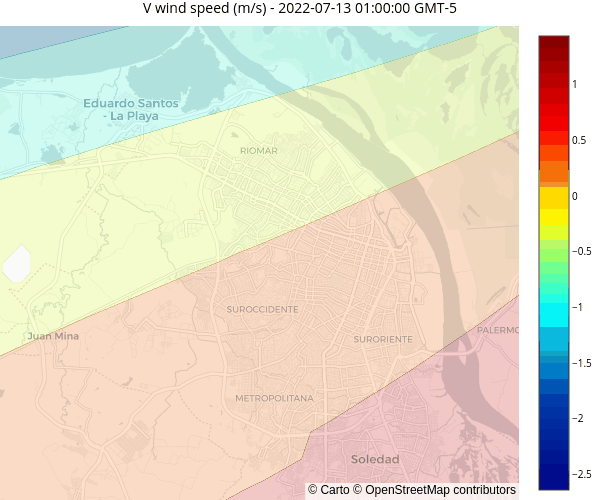 V wind speed (m/s) - 2022-07-13 01:00:00 GMT-5
Eduardo Santos
- La Playa
RIOMAR
SUROCCIDENTE
SURORIENTE
PALERMO
Juan Mina
METROPOLITANA
Soledad
© Carto © OpenStreetMap contributors
1
0.5
0
−0.5
−1
−1.5
−2
−2.5